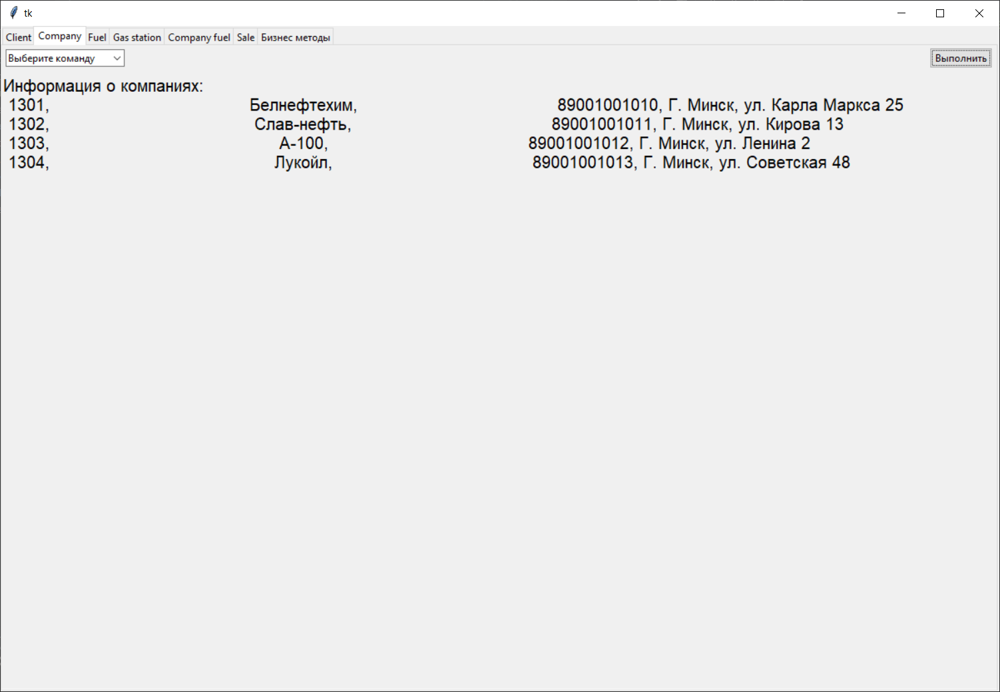 tk
Client Company Fuel Gas station Company fuel Sale Бизнес методы
Выберите команду Выполнить
Информация о компаниях:
1301, Белнефтехим, 89001001010, Г. Минск, ул. Карла Маркса 25
1302, Слав-нефть, 89001001011, Г. Минск, ул. Кирова 13
1303, А-100, 89001001012, Г. Минск, ул. Ленина 2
1304, Лукойл, 89001001013, Г. Минск, ул. Советская 48